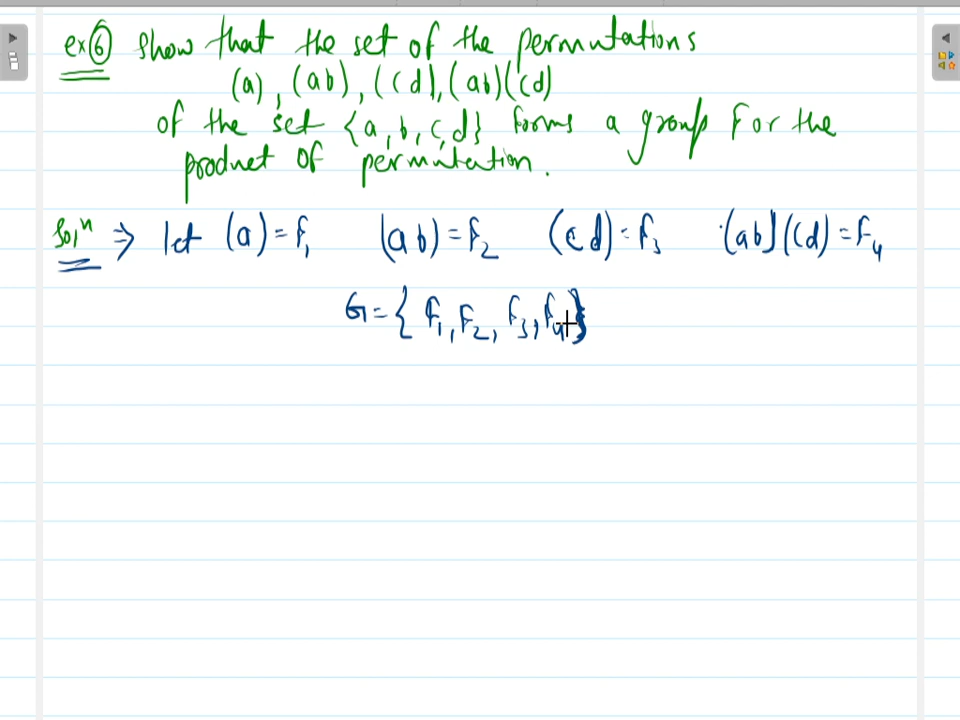 ex⑥ Show that the set of the permutations
(a), (ab), (cd), (ab)(cd)
of the set {a, b, c, d} forms a group For the
product of permutation.
Solⁿ ⇒ let (a) = f₁ (ab) = f₂ (cd) = f₃ (ab)(cd) = f₄
G = { f₁, f₂, f₃, f₄ }